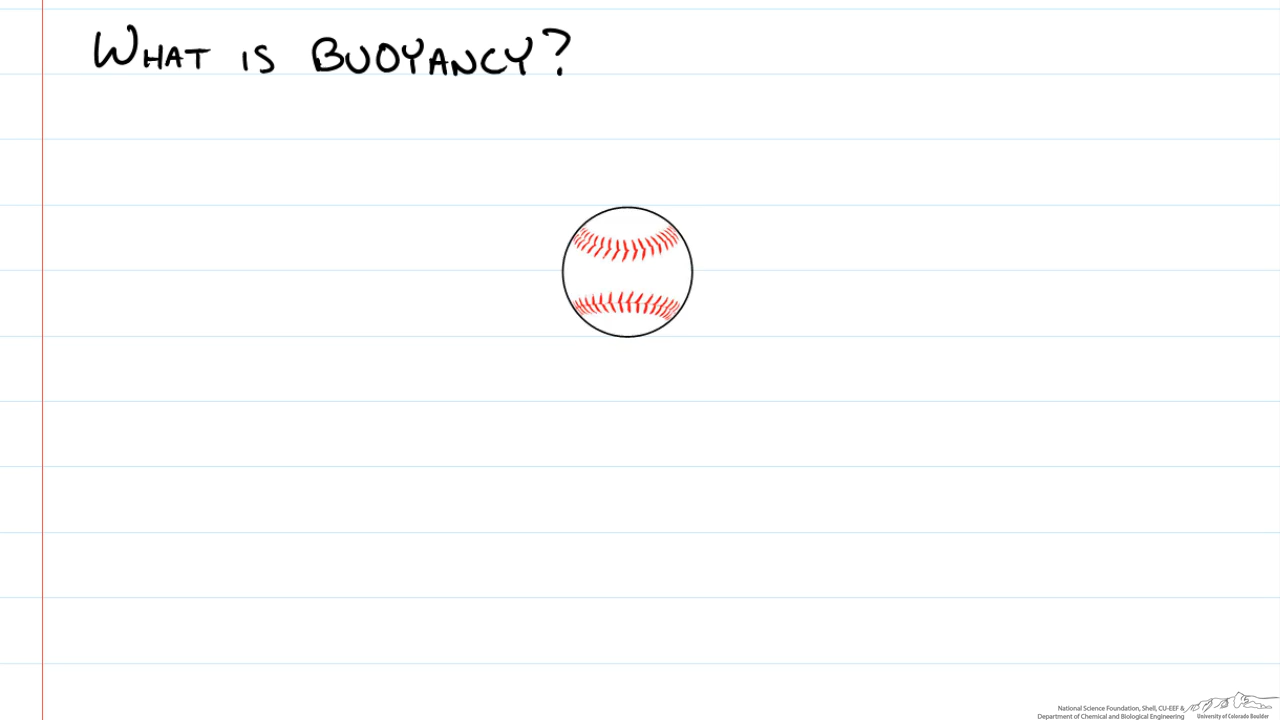 WHAT IS BUOYANCY?
National Science Foundation, Shell, CU-EEF &
Department of Chemical and Biological Engineering
University of Colorado Boulder